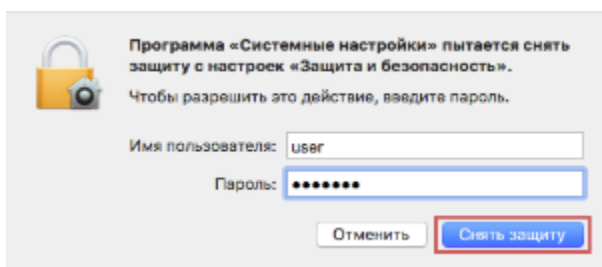 Программа «Системные настройки» пытается снять
защиту с настроек «Защита и безопасность».
Чтобы разрешить это действие, введите пароль.
Имя пользователя: user
Пароль: •••••••
Отменить Снять защиту